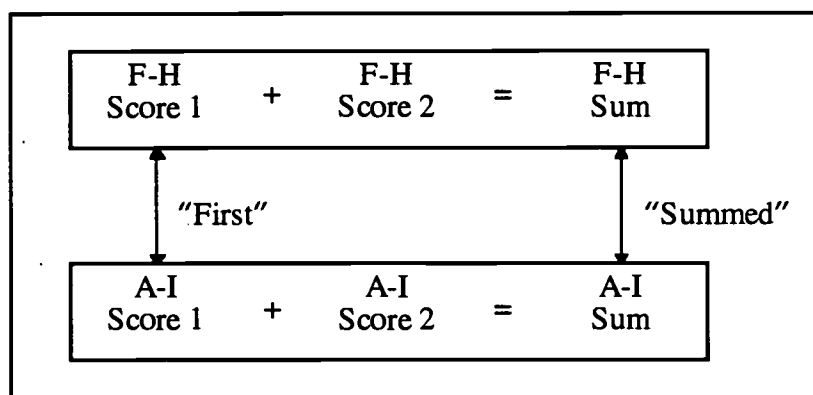 F-H F-H F-H
Score 1 + Score 2 = Sum
"First" "Summed"
A-I A-I A-I
Score 1 + Score 2 = Sum